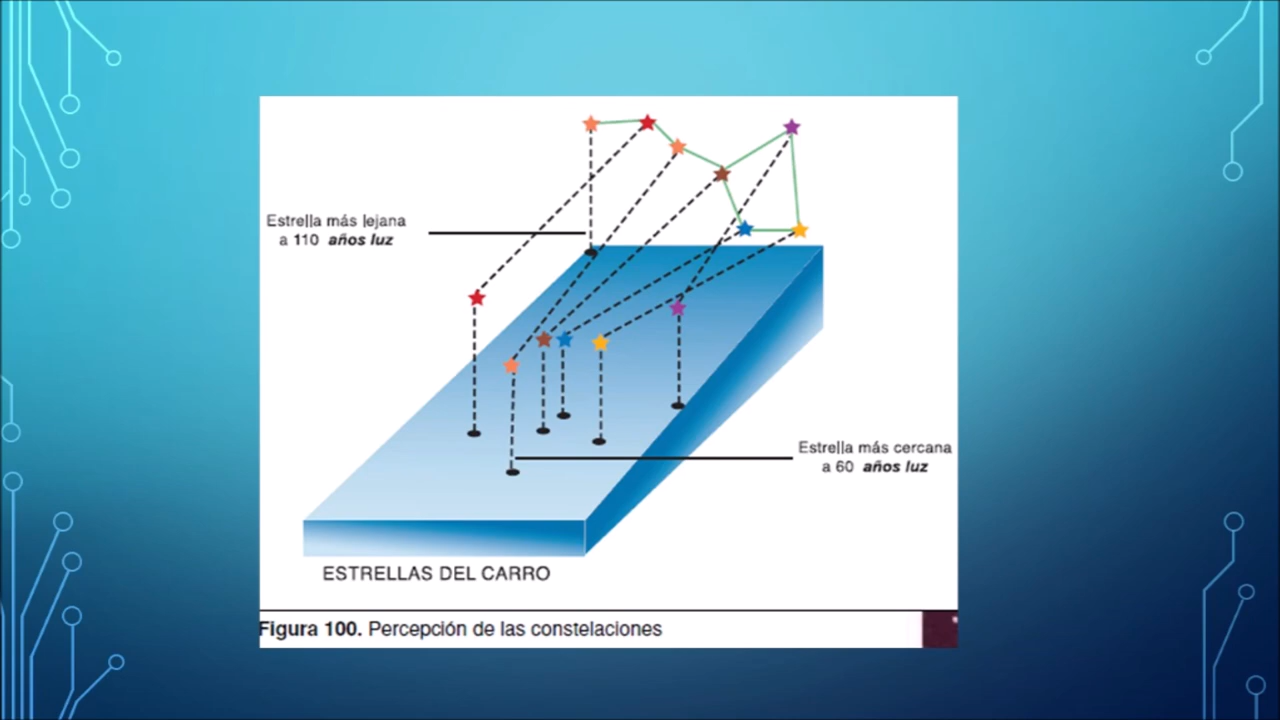 Estrella más lejana
a 110 años luz
Estrella más cercana
a 60 años luz
ESTRELLAS DEL CARRO
Figura 100. Percepción de las constelaciones